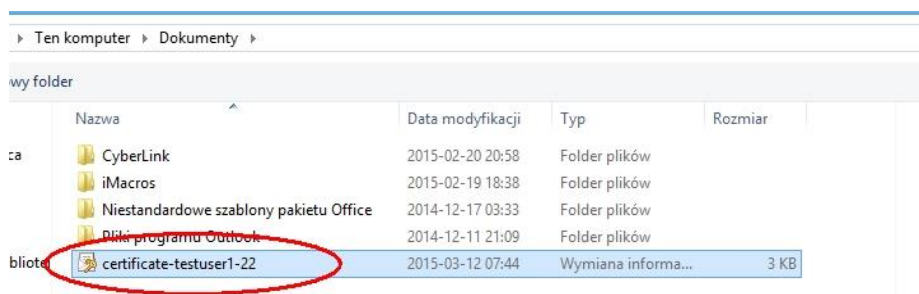 Ten komputer Dokumenty
wy folder
Nazwa Data modyfikacji Typ Rozmiar
ca CyberLink 2015-02-20 20:58 Folder plików
iMacros 2015-02-19 18:38 Folder plików
Niestandardowe szablony pakietu Office 2014-12-17 03:33 Folder plików
Pliki programu Outlook 2014-12-11 21:09 Folder plików
bliote certificate-testuser1-22 2015-03-12 07:44 Wymiana informa... 3 KB